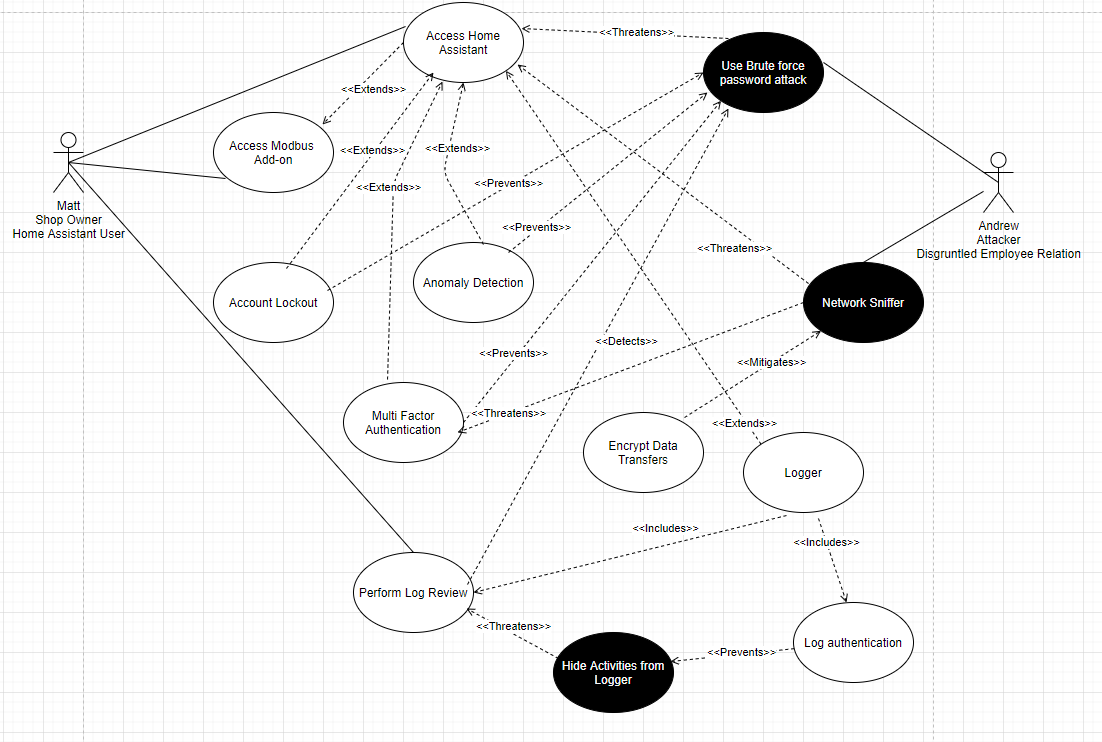 Access Home
Assistant
<<Threatens>>
Use Brute force
password attack
<<Extends>>
Access Modbus
Add-on
<<Extends>>
<<Extends>>
<<Extends>>
<<Prevents>>
<<Prevents>>
Matt
Shop Owner
Home Assistant User
Andrew
Attacker
Disgruntled Employee Relation
<<Threatens>>
Anomaly Detection
Account Lockout
Network Sniffer
<<Detects>>
<<Prevents>>
<<Mitigates>>
<<Threatens>>
Multi Factor
Authentication
<<Extends>>
Encrypt Data
Transfers
Logger
<<Includes>>
<<Includes>>
Perform Log Review
<<Threatens>>
Log authentication
<<Prevents>>
Hide Activities from
Logger